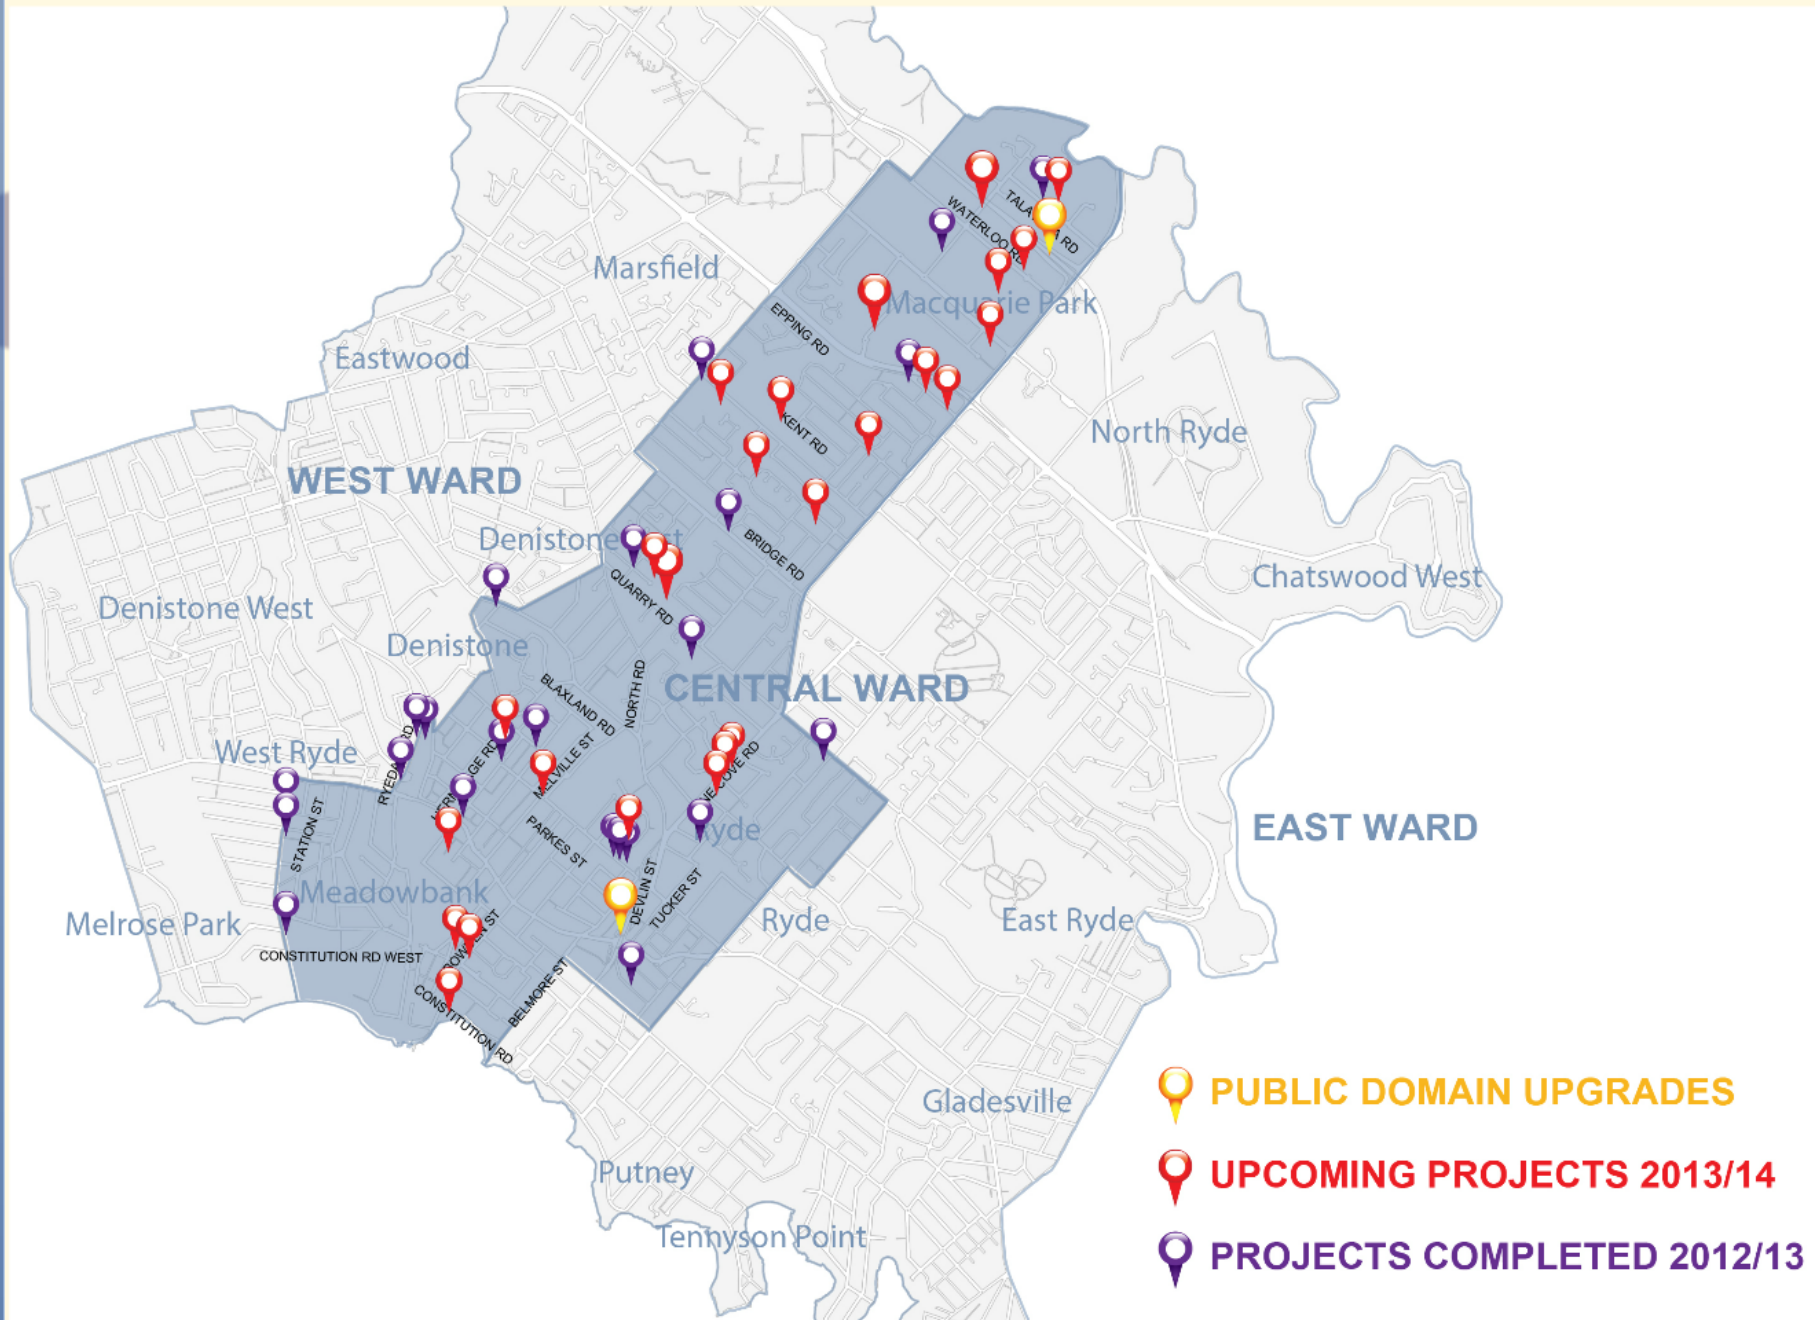 WATERLOO RD
Marsfield
Macquarie Park
EPPING RD
Eastwood
KENT RD
North Ryde
WEST WARD
BRIDGE RD
Chatswood West
QUARRY RD
Denistone West
Denistone
CENTRAL WARD
BLAXLAND RD
NORTH RD
West Ryde
MELVILLE ST
STATION ST
PARKES ST
Ryde
EAST WARD
DEVLIN ST
TUCKER ST
Meadowbank
Melrose Park
Ryde
East Ryde
CONSTITUTION RD WEST
BELMORE ST
CONSTITUTION RD
Gladesville
PUBLIC DOMAIN UPGRADES
Putney
UPCOMING PROJECTS 2013/14
Tennyson Point
PROJECTS COMPLETED 2012/13